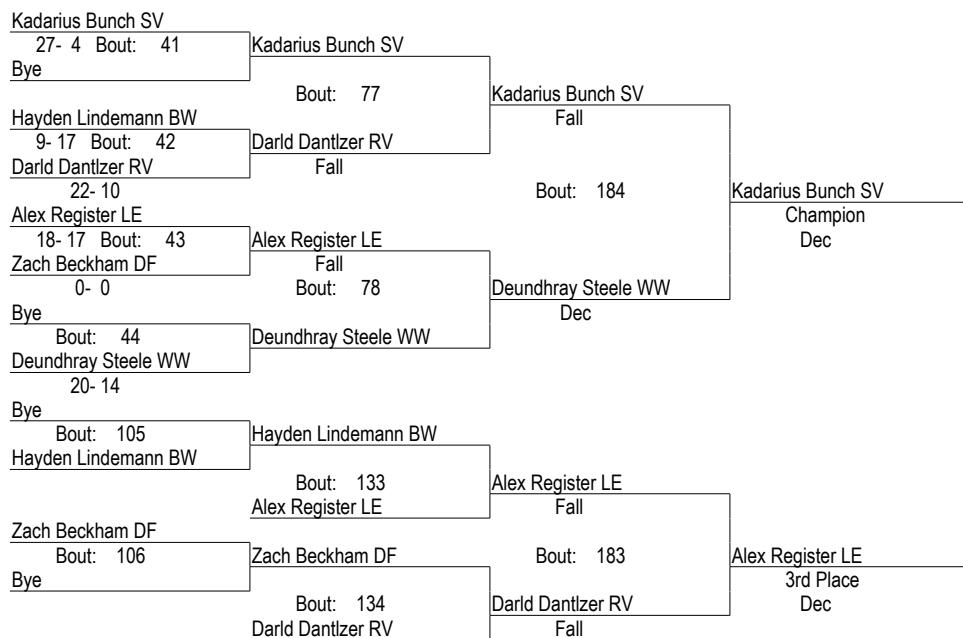 Kadarius Bunch SV
27- 4 Bout: 41 Kadarius Bunch SV
Bye
Bout: 77 Kadarius Bunch SV
Hayden Lindemann BW Fall
9- 17 Bout: 42 Darld Dantlzer RV
Darld Dantlzer RV Fall
22- 10 Bout: 184 Kadarius Bunch SV
Alex Register LE Champion
18- 17 Bout: 43 Alex Register LE Dec
Zach Beckham DF Fall
0- 0 Bout: 78 Deundhray Steele WW
Bye Dec
Bout: 44 Deundhray Steele WW
Deundhray Steele WW
20- 14
Bye
Bout: 105 Hayden Lindemann BW
Hayden Lindemann BW
Bout: 133 Alex Register LE
Alex Register LE Fall
Zach Beckham DF
Bout: 106 Zach Beckham DF Bout: 183 Alex Register LE
Bye 3rd Place
Bout: 134 Darld Dantlzer RV Dec
Darld Dantlzer RV Fall